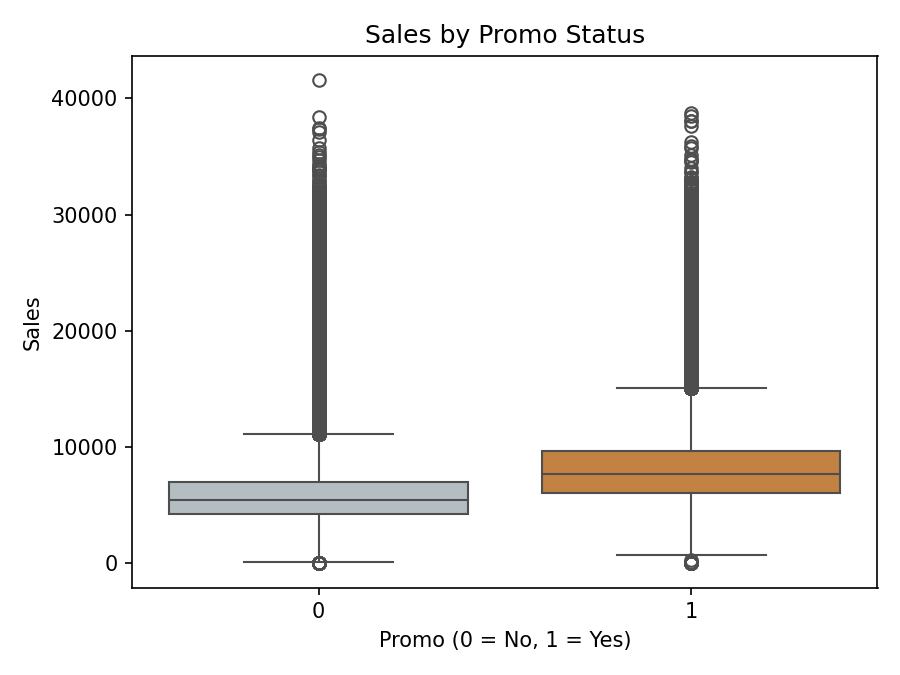 Sales by Promo Status
40000
30000
20000
10000
0
Sales
0 1
Promo (0 = No, 1 = Yes)